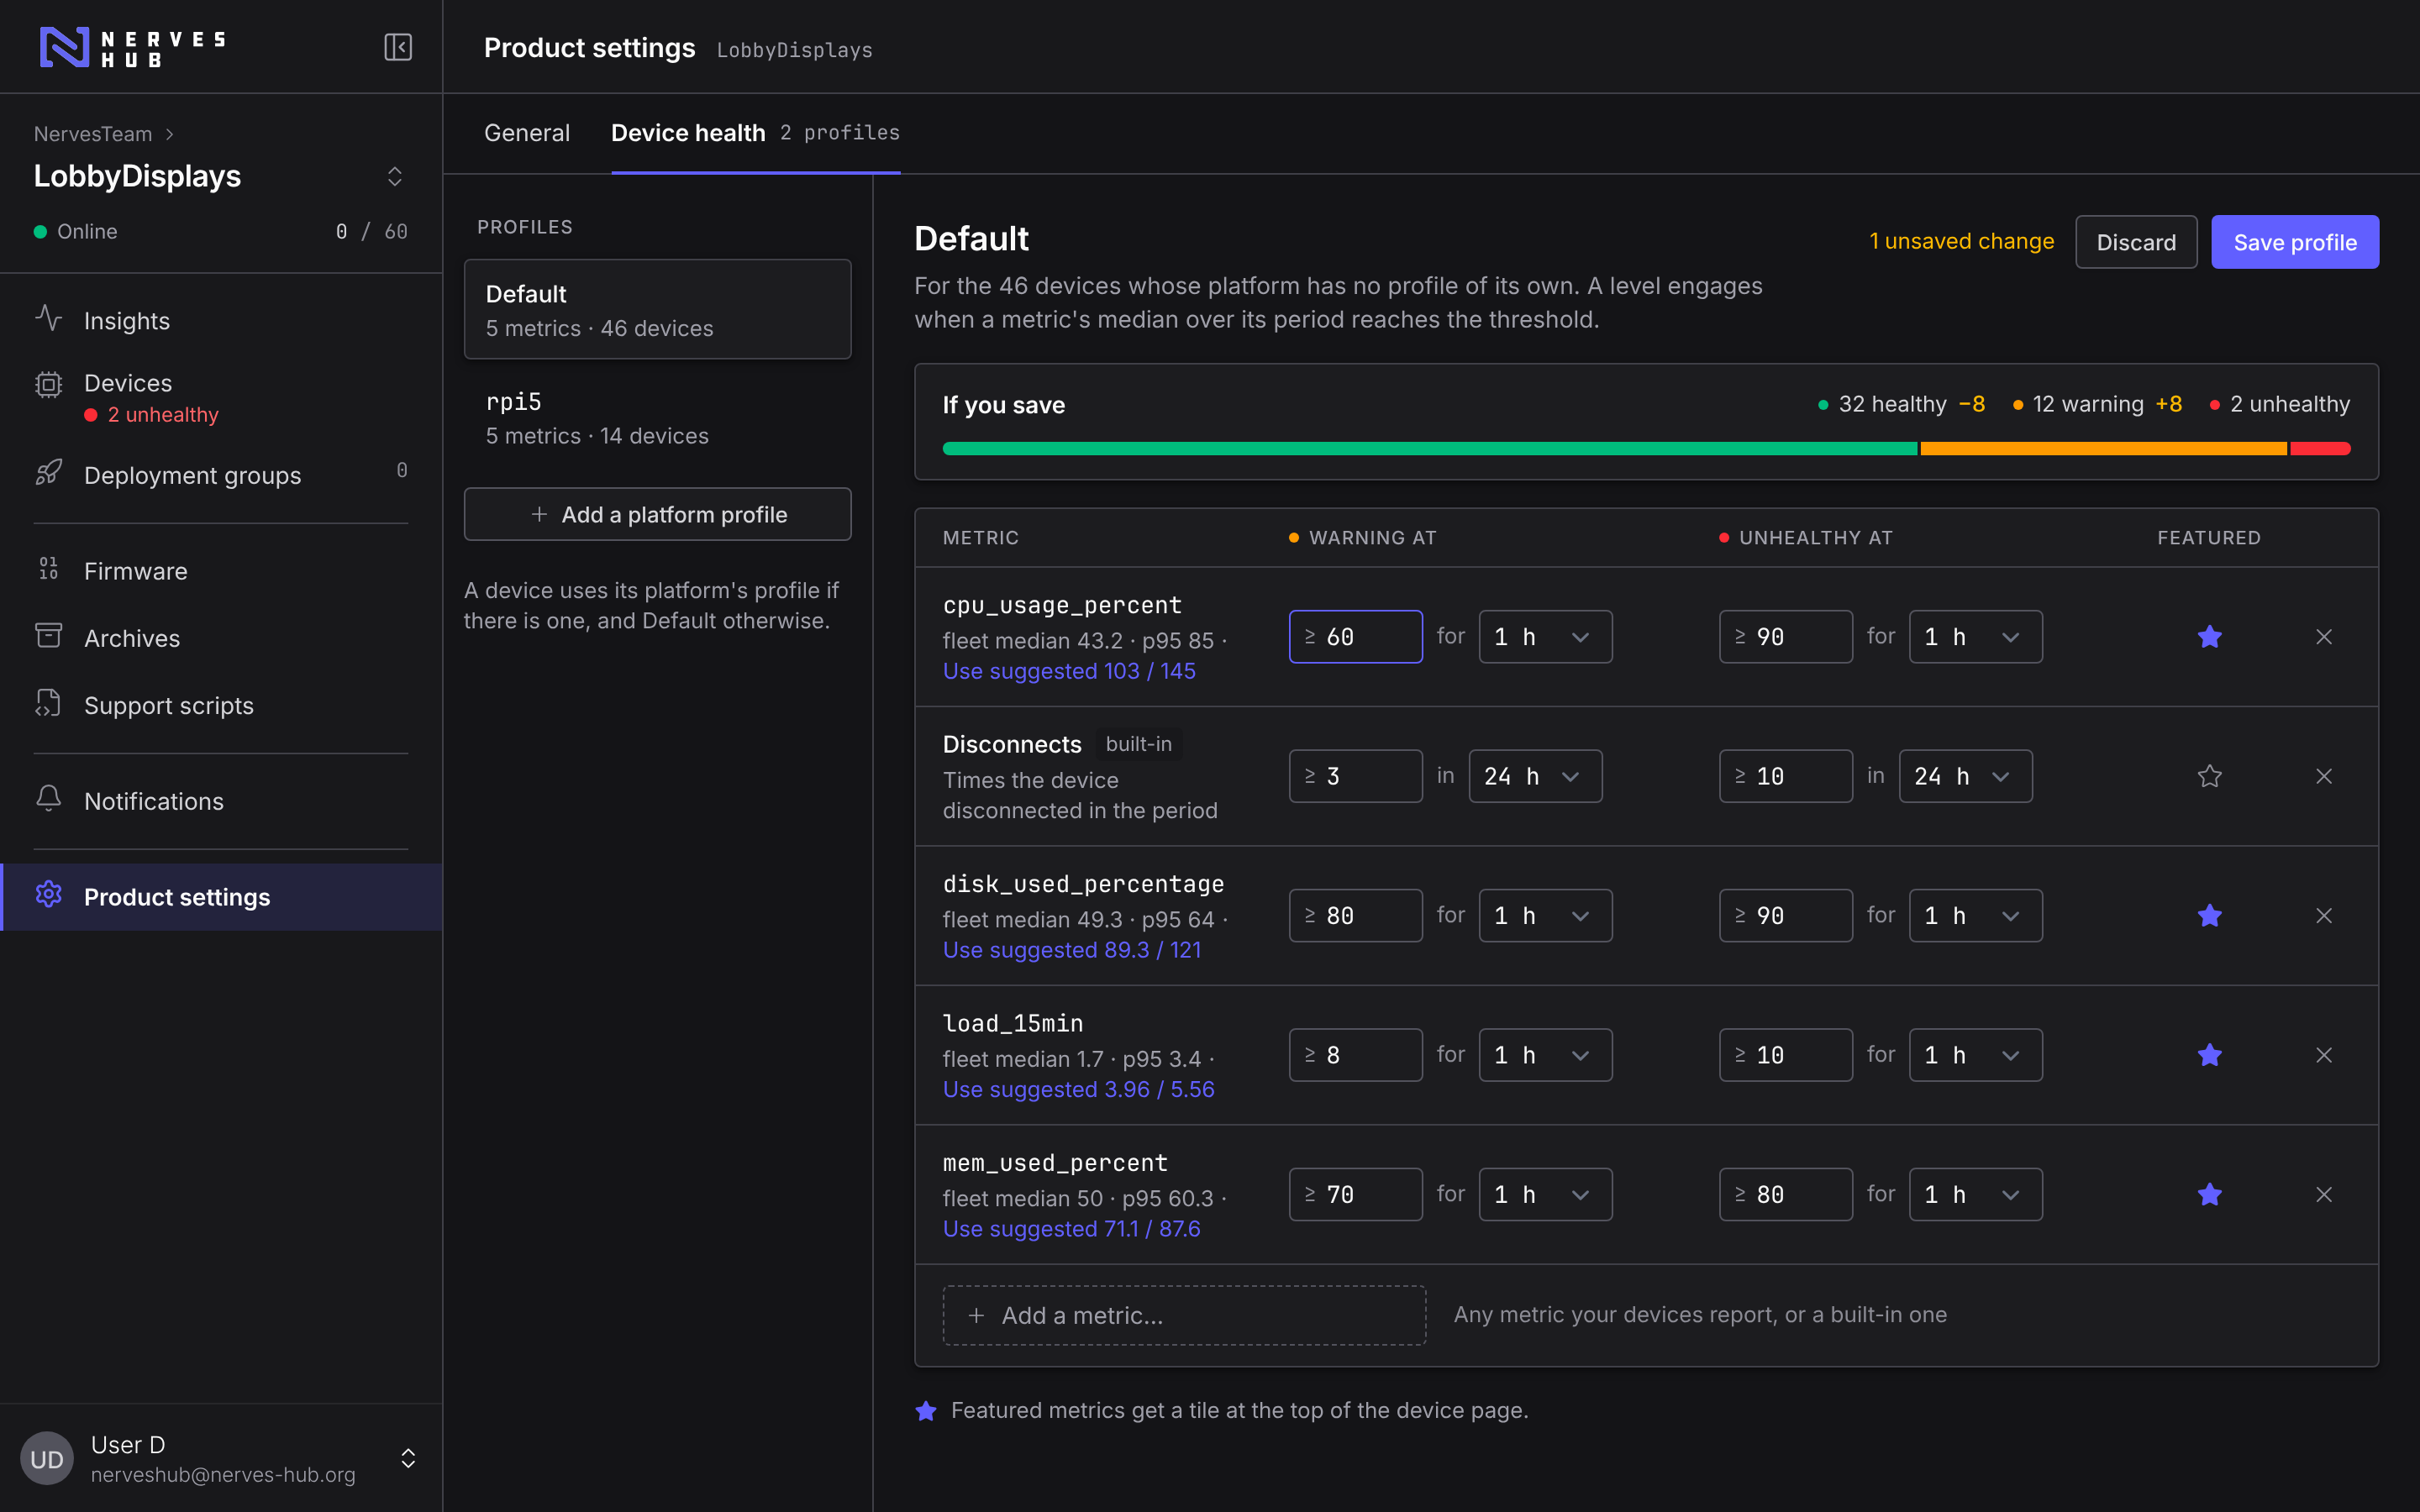 NERVES
HUB
NervesTeam
LobbyDisplays
Online 0 / 60
Insights
Devices
2 unhealthy
Deployment groups 0
Firmware
Archives
Support scripts
Notifications
Product settings
UD
User D
nerveshub@nerves-hub.org
Product settings LobbyDisplays
General Device health 2 profiles
PROFILES
Default
5 metrics · 46 devices
rpi5
5 metrics · 14 devices
+ Add a platform profile
A device uses its platform's profile if
there is one, and Default otherwise.
Default
1 unsaved change Discard Save profile
For the 46 devices whose platform has no profile of its own. A level engages
when a metric's median over its period reaches the threshold.
If you save 32 healthy −8 12 warning +8 2 unhealthy
METRIC WARNING AT UNHEALTHY AT FEATURED
cpu_usage_percent
fleet median 43.2 · p95 85 ·
Use suggested 103 / 145
≥ 60 for 1 h ≥ 90 for 1 h
Disconnects built-in
Times the device
disconnected in the period
≥ 3 in 24 h ≥ 10 in 24 h
disk_used_percentage
fleet median 49.3 · p95 64 ·
Use suggested 89.3 / 121
≥ 80 for 1 h ≥ 90 for 1 h
load_15min
fleet median 1.7 · p95 3.4 ·
Use suggested 3.96 / 5.56
≥ 8 for 1 h ≥ 10 for 1 h
mem_used_percent
fleet median 50 · p95 60.3 ·
Use suggested 71.1 / 87.6
≥ 70 for 1 h ≥ 80 for 1 h
+ Add a metric... Any metric your devices report, or a built-in one
Featured metrics get a tile at the top of the device page.